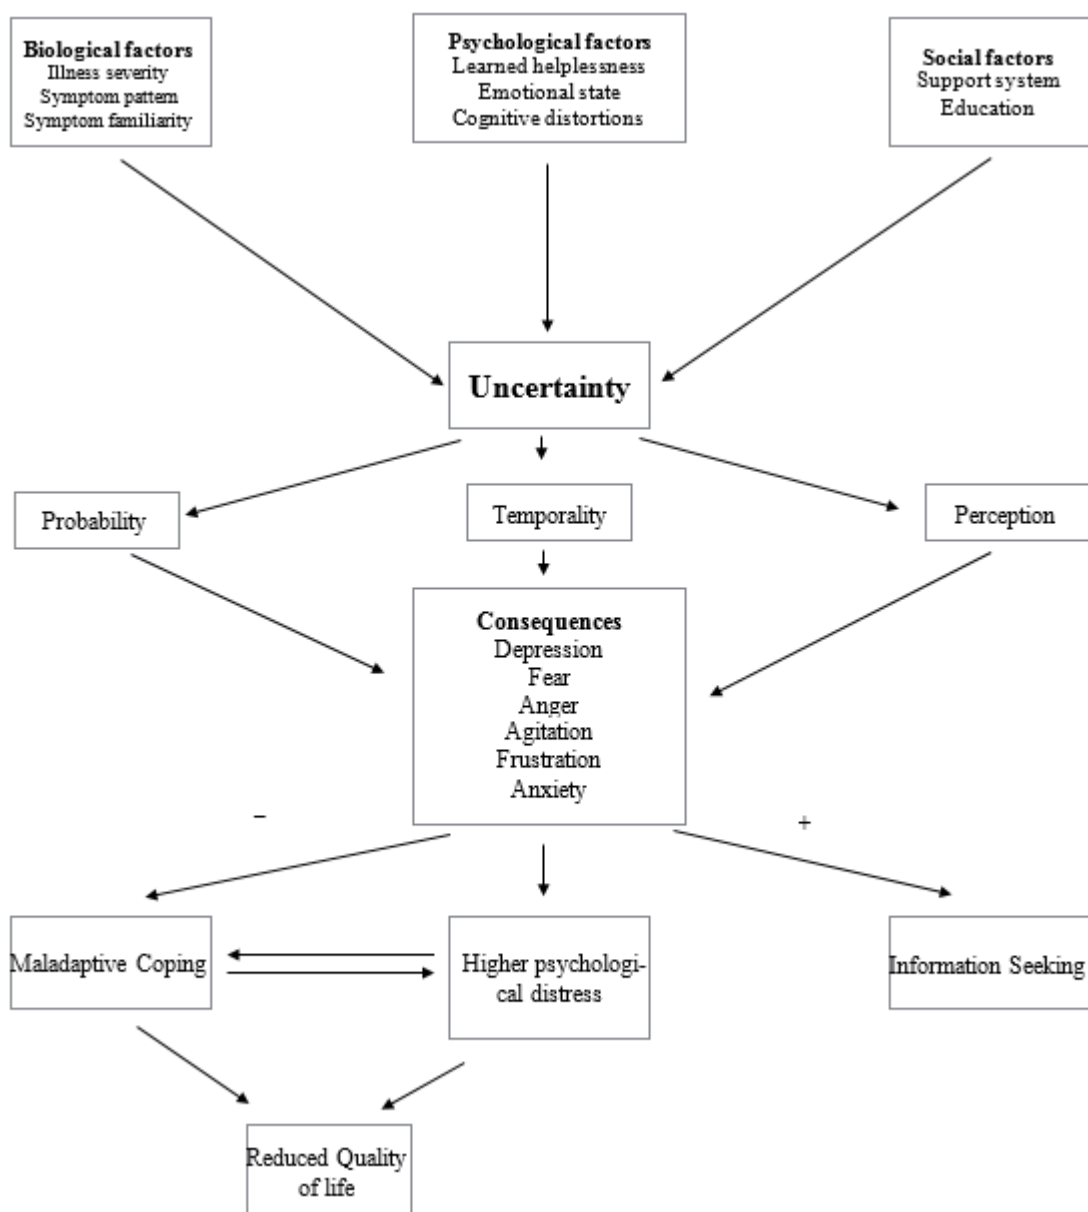 Biological factors
Illness severity
Symptom pattern
Symptom familiarity
Psychological factors
Learned helplessness
Emotional state
Cognitive distortions
Social factors
Support system
Education
Uncertainty
Probability
Temporality
Perception
Consequences
Depression
Fear
Anger
Agitation
Frustration
Anxiety
–
+
Maladaptive Coping
Higher psychologi-
cal distress
Information Seeking
Reduced Quality
of life